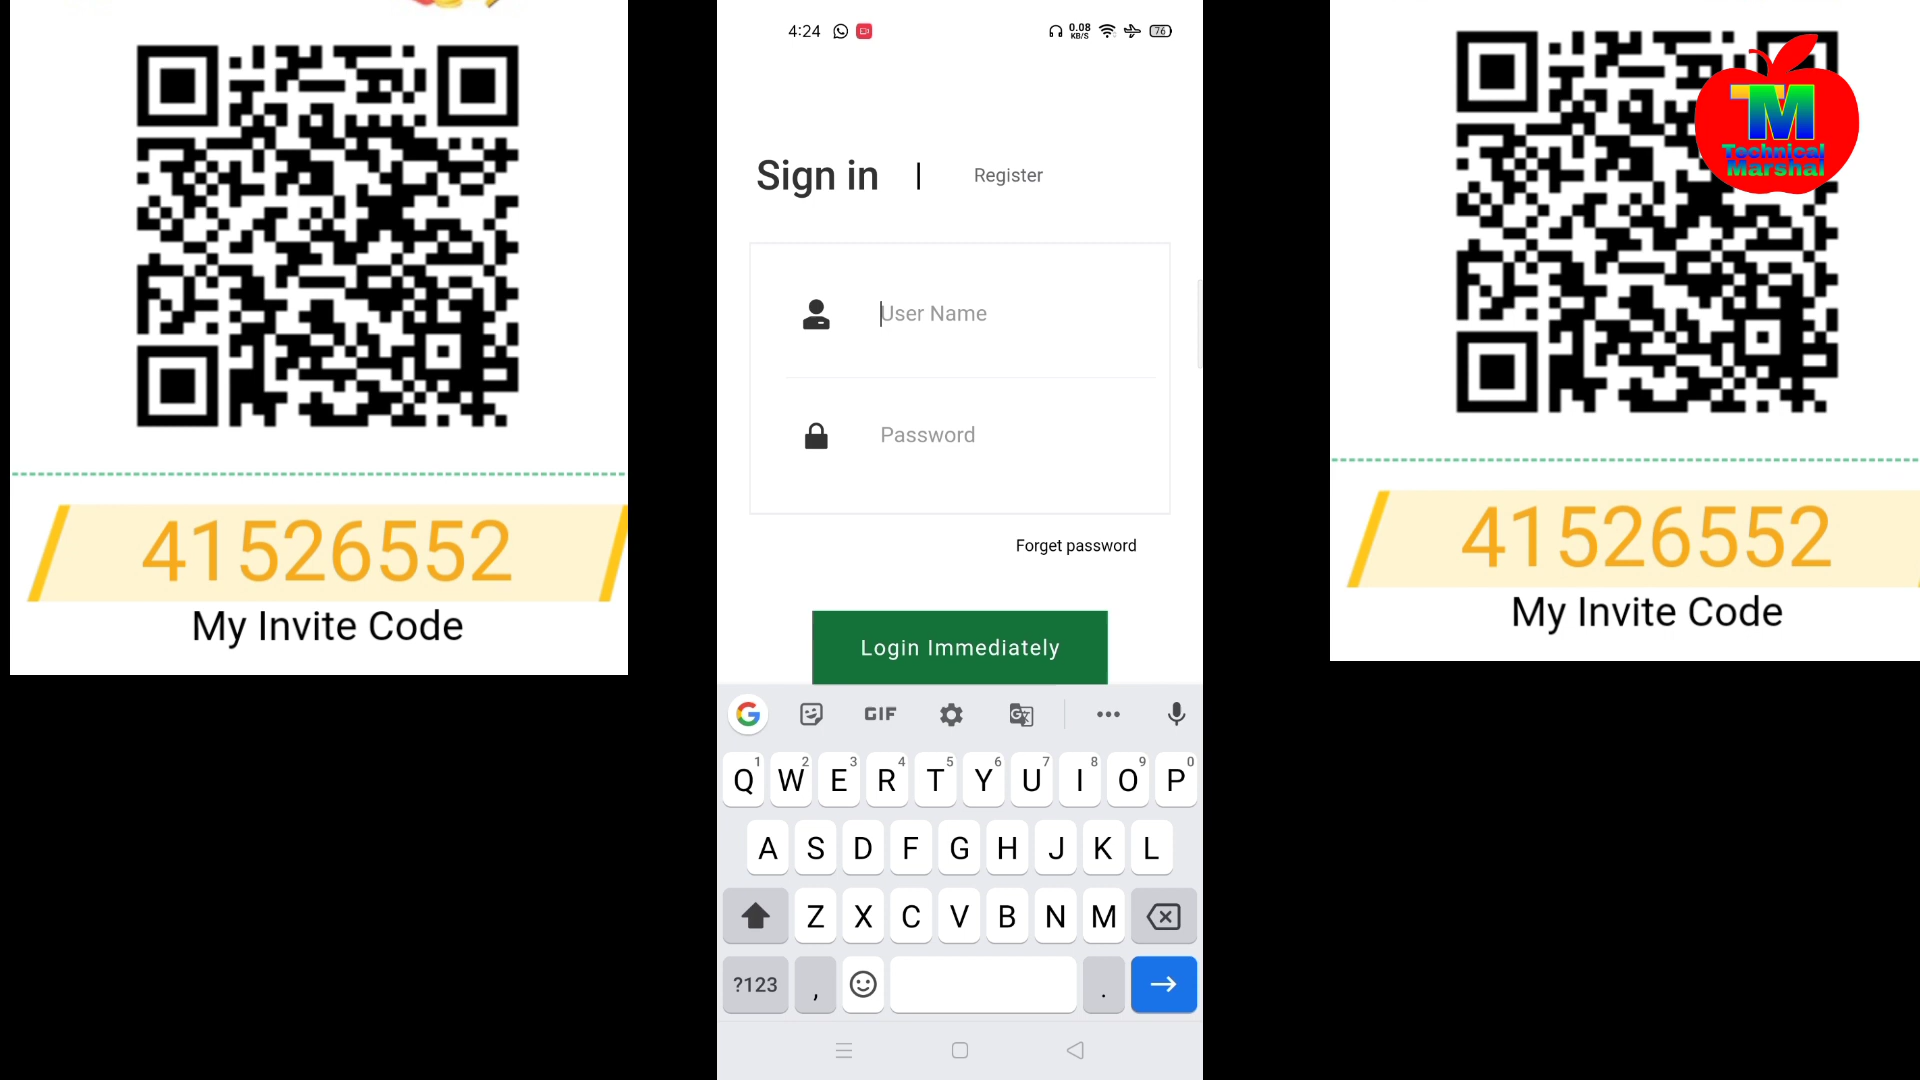 41526552
My Invite Code
4:24
0.08
KB/S
76
Sign in
Register
User Name
Password
Forget password
Login Immediately
G
GIF
G
1 2 3 4 5 6 7 8 9 0
Q W E R T Y U I O P
A S D F G H J K L
Z X C V B N M
?123 , .
TM
Technical
Marshal
41526552
My Invite Code